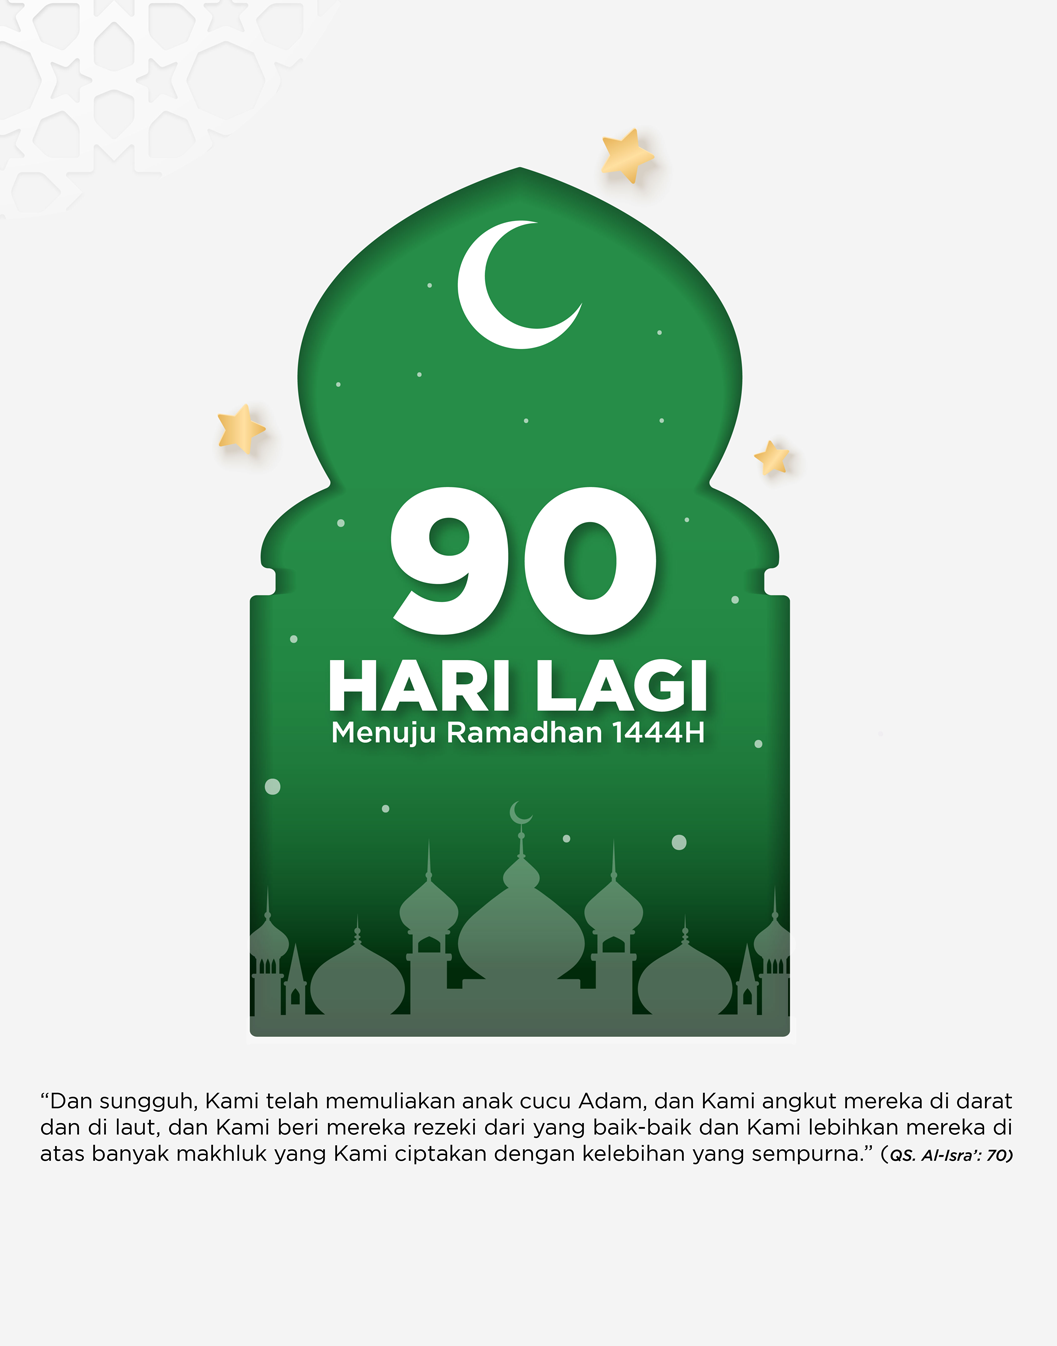 90
HARI LAGI
Menuju Ramadhan 1444H
“Dan sungguh, Kami telah memuliakan anak cucu Adam, dan Kami angkut mereka di darat
dan di laut, dan Kami beri mereka rezeki dari yang baik-baik dan Kami lebihkan mereka di
atas banyak makhluk yang Kami ciptakan dengan kelebihan yang sempurna.” (QS. Al-Isra’: 70)